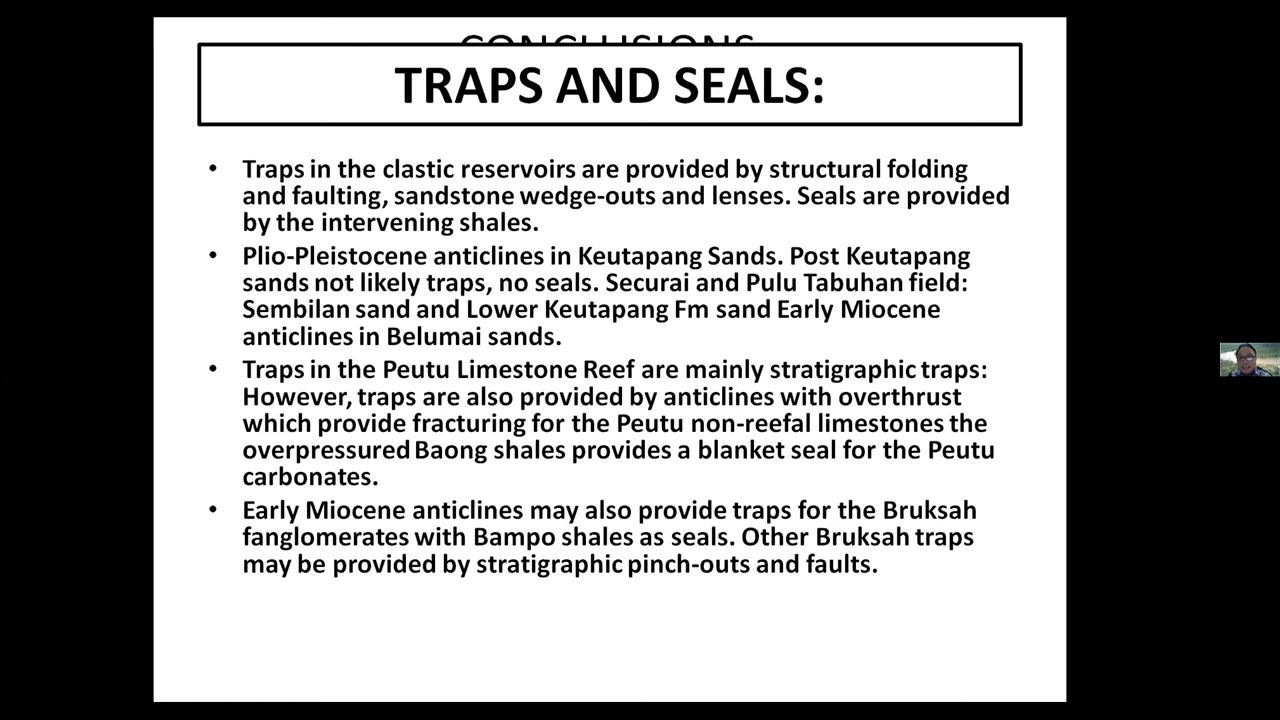 CONCLUSIONS
TRAPS AND SEALS:
• Traps in the clastic reservoirs are provided by structural folding
and faulting, sandstone wedge-outs and lenses. Seals are provided
by the intervening shales.
• Plio-Pleistocene anticlines in Keutapang Sands. Post Keutapang
sands not likely traps, no seals. Securai and Pulu Tabuhan field:
Sembilan sand and Lower Keutapang Fm sand Early Miocene
anticlines in Belumai sands.
• Traps in the Peutu Limestone Reef are mainly stratigraphic traps:
However, traps are also provided by anticlines with overthrust
which provide fracturing for the Peutu non-reefal limestones the
overpressured Baong shales provides a blanket seal for the Peutu
carbonates.
• Early Miocene anticlines may also provide traps for the Bruksah
fanglomerates with Bampo shales as seals. Other Bruksah traps
may be provided by stratigraphic pinch-outs and faults.